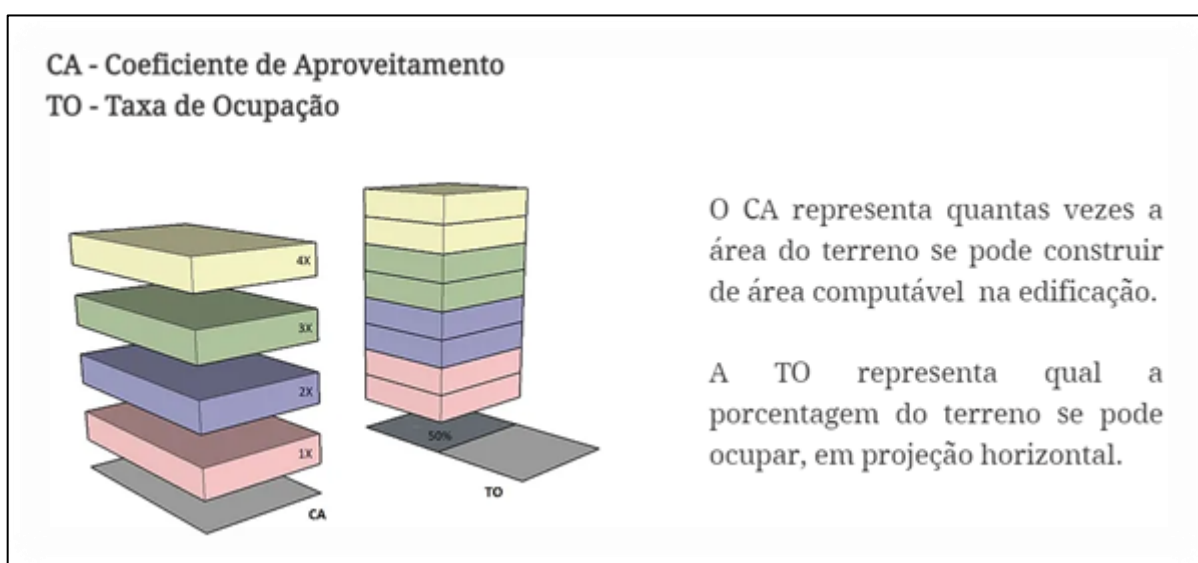 CA - Coeficiente de Aproveitamento
TO - Taxa de Ocupação
4X
3X
2X
1X
CA
50%
TO
O CA representa quantas vezes a
área do terreno se pode construir
de área computável na edificação.
A TO representa qual a
porcentagem do terreno se pode
ocupar, em projeção horizontal.